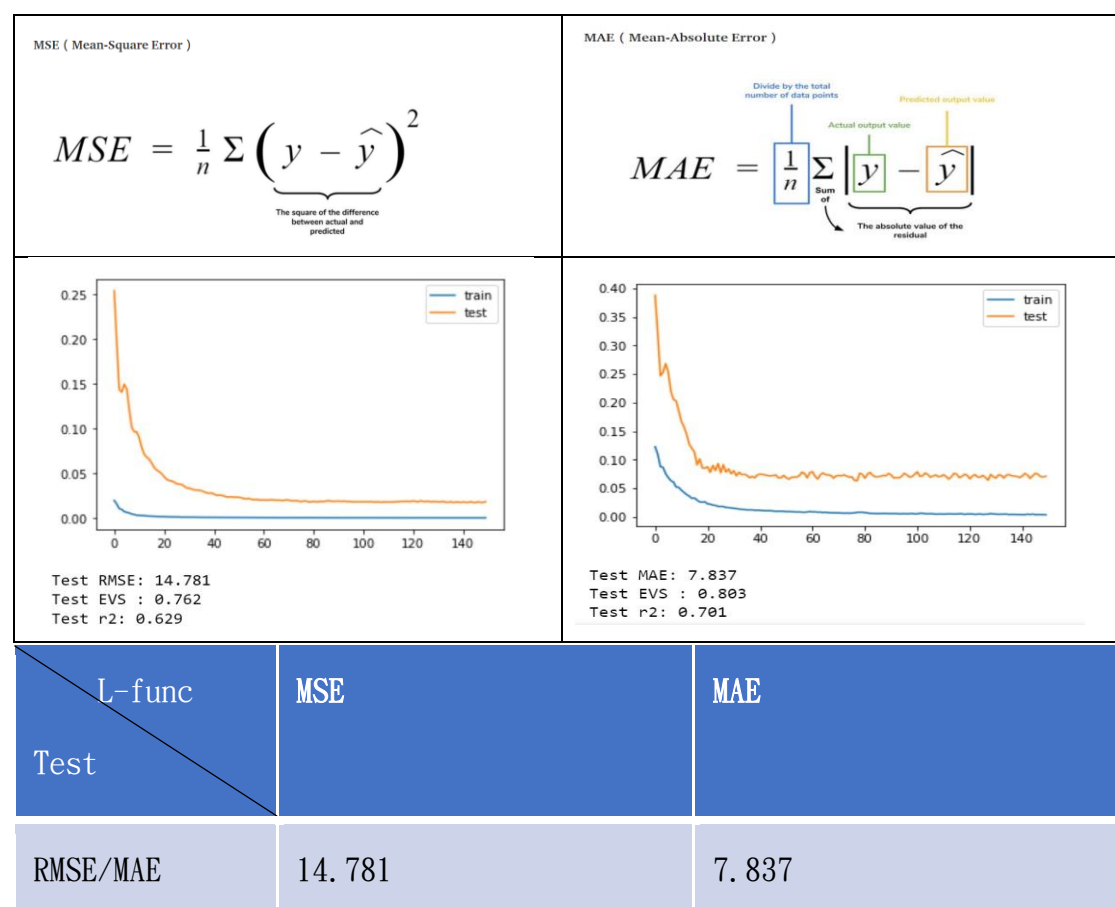 MSE ( Mean-Square Error )
MSE = 1/n Σ ( y − ŷ )²
The square of the difference
between actual and
predicted
MAE ( Mean-Absolute Error )
Divide by the total
number of data points
Predicted output value
Actual output value
MAE = 1/n Σ | y − ŷ |
Sum
of
The absolute value of the
residual
train
test
0.25
0.20
0.15
0.10
0.05
0.00
0 20 40 60 80 100 120 140
Test RMSE: 14.781
Test EVS : 0.762
Test r2: 0.629
train
test
0.40
0.35
0.30
0.25
0.20
0.15
0.10
0.05
0.00
0 20 40 60 80 100 120 140
Test MAE: 7.837
Test EVS : 0.803
Test r2: 0.701
L-func
Test
MSE
MAE
RMSE/MAE 14.781 7.837